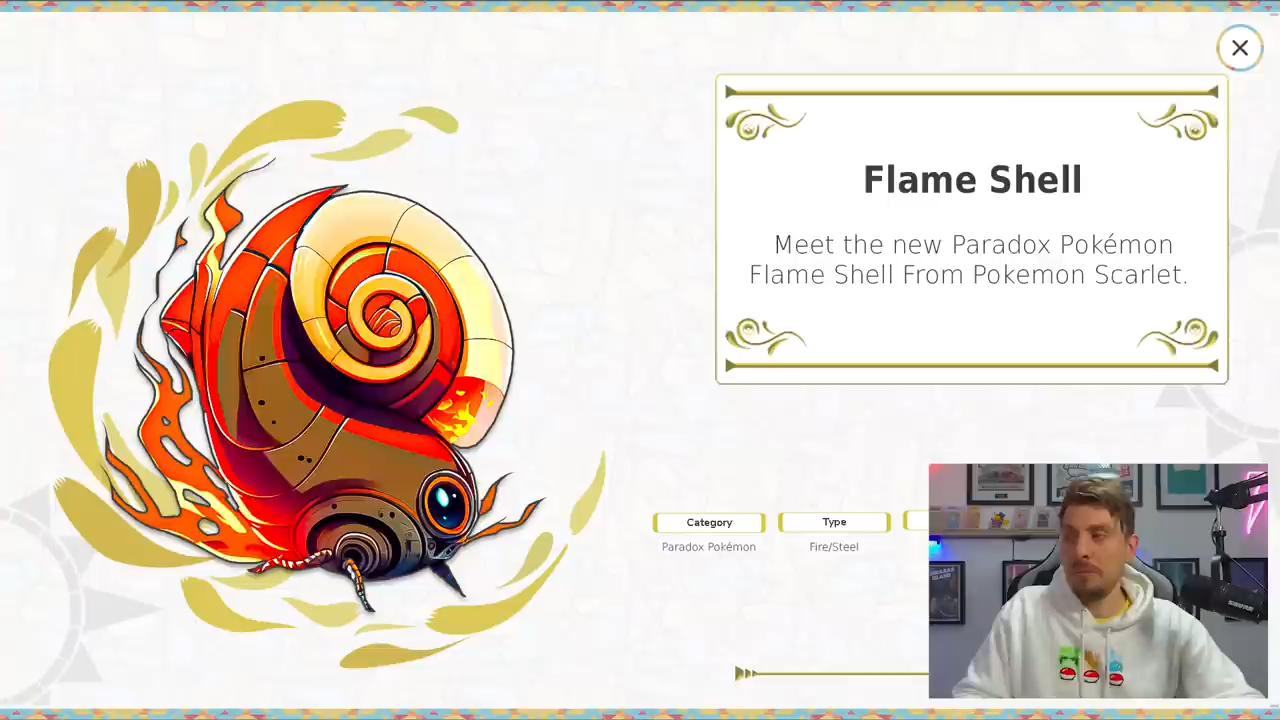 Flame Shell
Meet the new Paradox Pokémon
Flame Shell From Pokemon Scarlet.
Category
Type
Paradox Pokémon
Fire/Steel